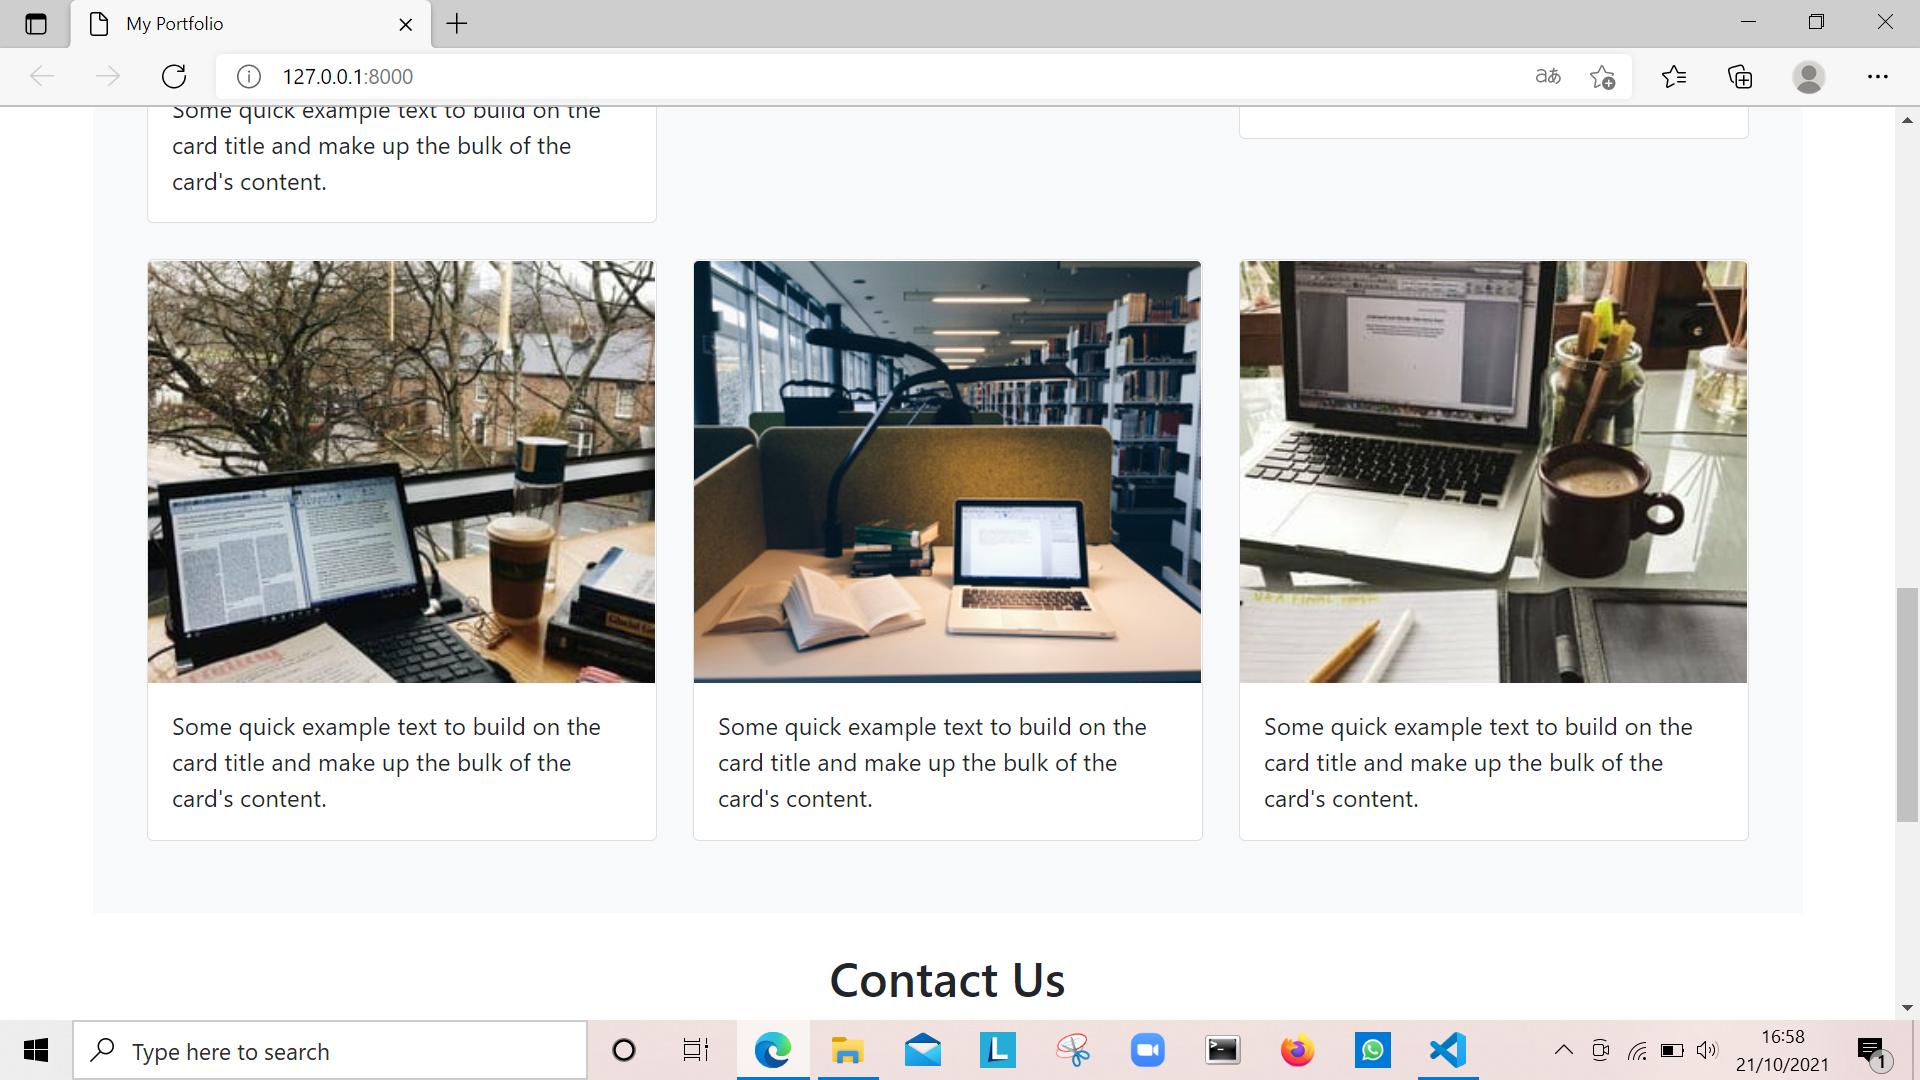 My Portfolio
127.0.0.1:8000
Some quick example text to build on the
card title and make up the bulk of the
card's content.
Some quick example text to build on the
card title and make up the bulk of the
card's content.
Some quick example text to build on the
card title and make up the bulk of the
card's content.
Some quick example text to build on the
card title and make up the bulk of the
card's content.
Contact Us
Type here to search
16:58
21/10/2021
1